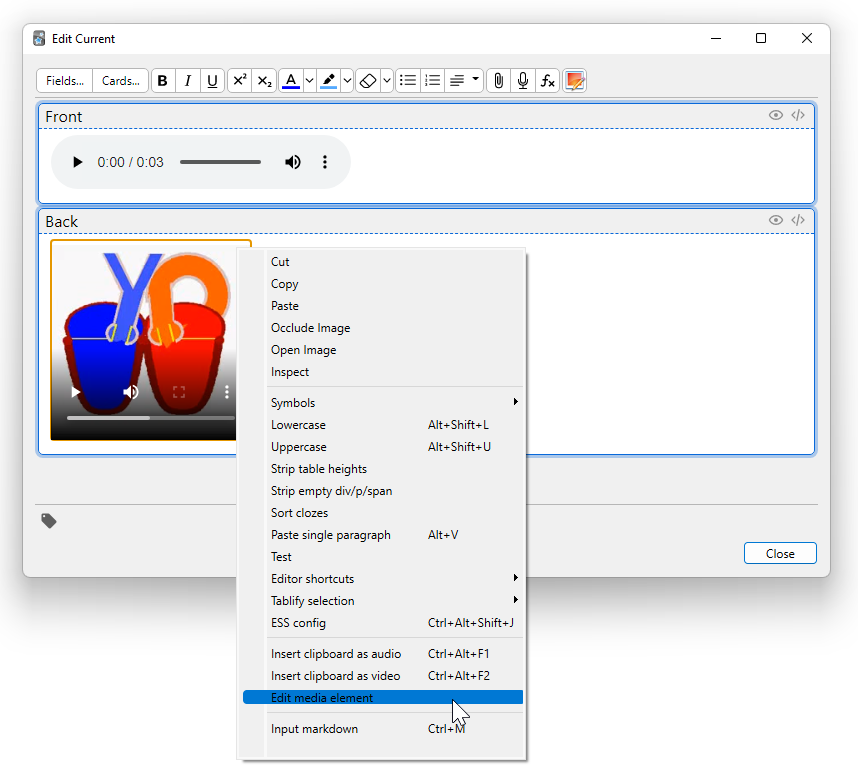 Edit Current
Fields... Cards... B I U X² X₂ A fx
Front
0:00 / 0:03
Back
Cut
Copy
Paste
Occlude Image
Open Image
Inspect
Symbols
Lowercase Alt+Shift+L
Uppercase Alt+Shift+U
Strip table heights
Strip empty div/p/span
Sort clozes
Paste single paragraph Alt+V
Test
Editor shortcuts
Tablify selection
ESS config Ctrl+Alt+Shift+J
Insert clipboard as audio Ctrl+Alt+F1
Insert clipboard as video Ctrl+Alt+F2
Edit media element
Input markdown Ctrl+M
Close